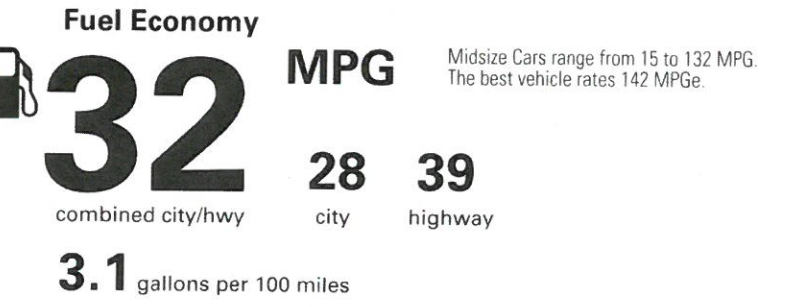 Fuel Economy
32 MPG
Midsize Cars range from 15 to 132 MPG.
The best vehicle rates 142 MPGe.
28 39
combined city/hwy city highway
3.1 gallons per 100 miles